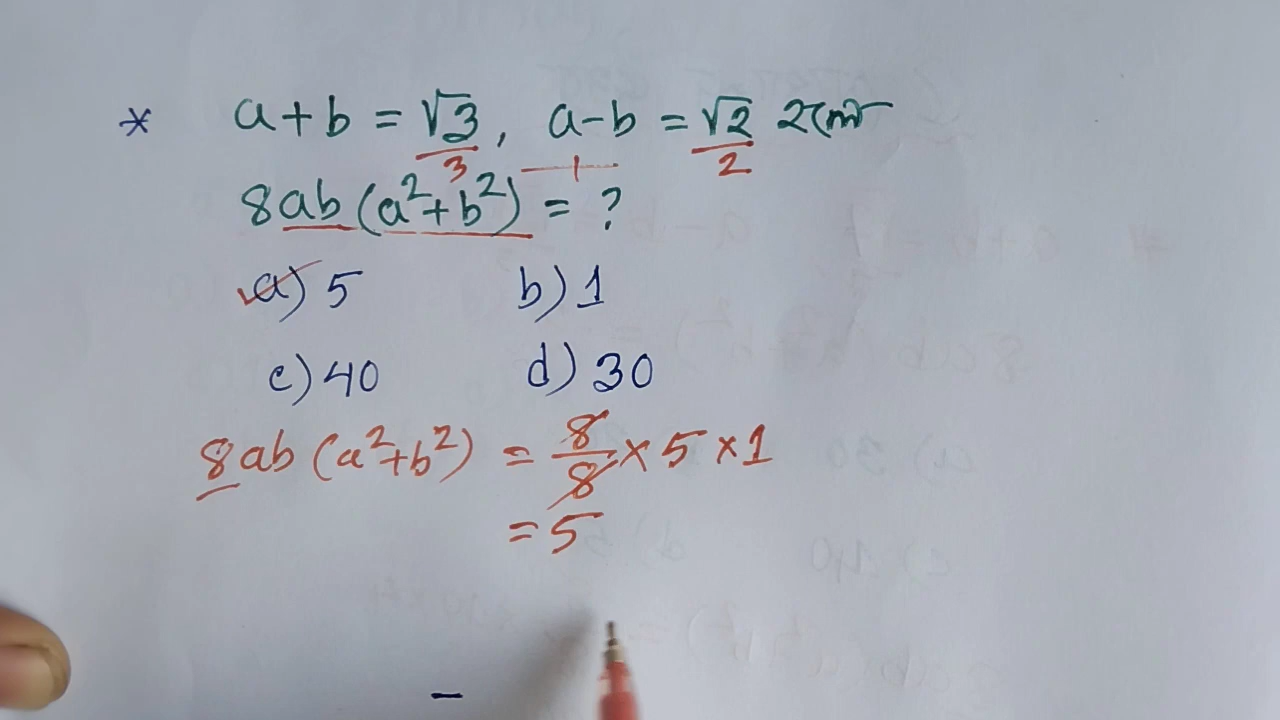 * a+b = √3, a-b = √2
3 1 2
8ab(a²+b²) = ?
a) 5 b) 1
c) 40 d) 30
8ab(a²+b²) = 8/8 × 5 × 1
= 5